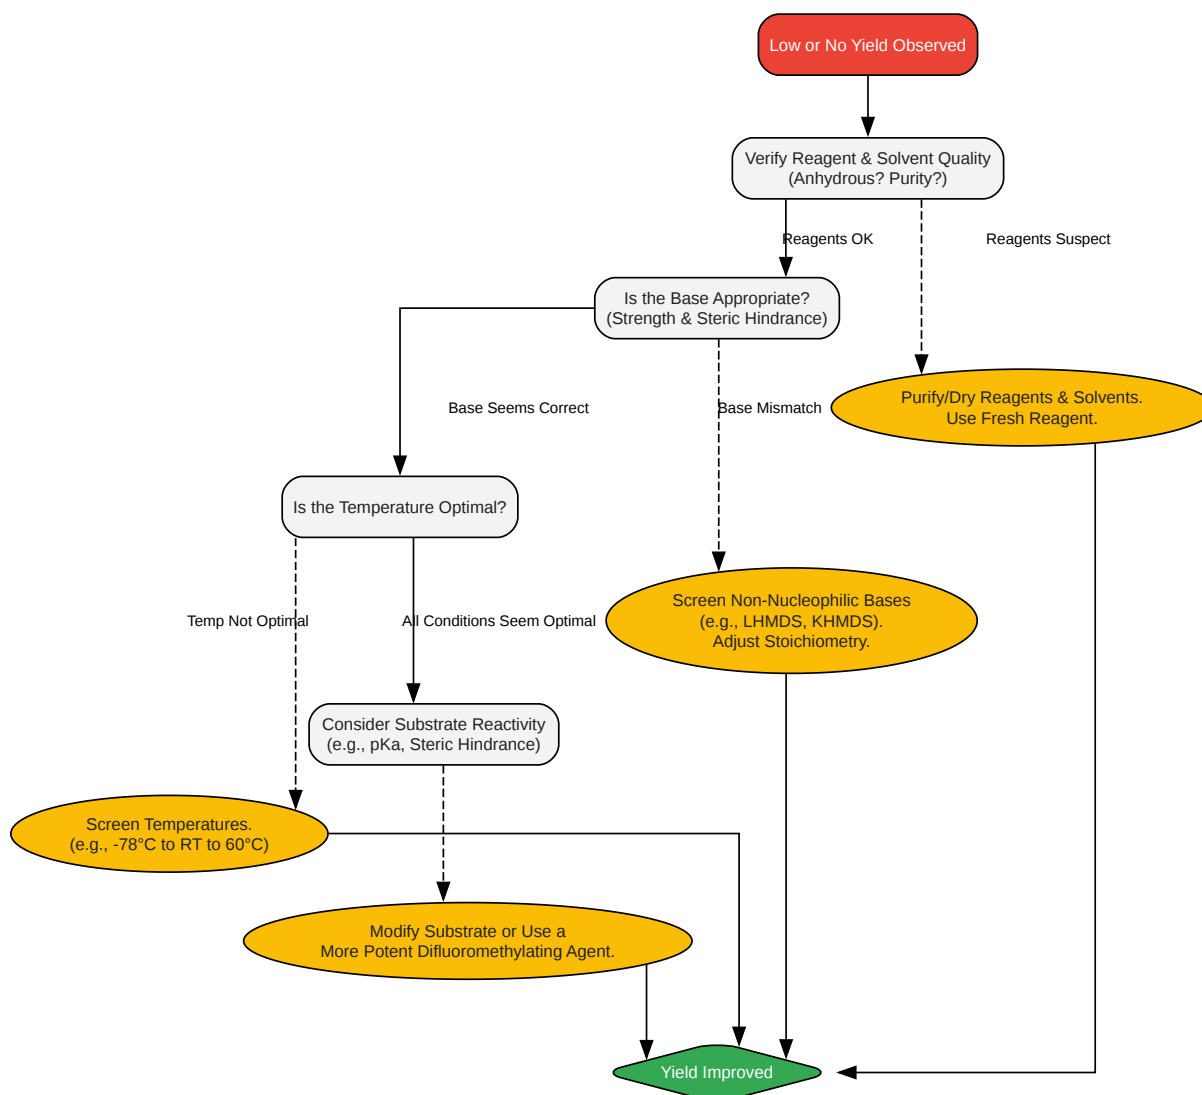 Low or No Yield Observed
Verify Reagent & Solvent Quality
(Anhydrous? Purity?)
Reagents OK
Reagents Suspect
Is the Base Appropriate?
(Strength & Steric Hindrance)
Base Seems Correct
Base Mismatch
Purify/Dry Reagents & Solvents.
Use Fresh Reagent.
Is the Temperature Optimal?
Screen Non-Nucleophilic Bases
(e.g., LHMDS, KHMDS).
Adjust Stoichiometry.
Temp Not Optimal
All Conditions Seem Optimal
Consider Substrate Reactivity
(e.g., pKa, Steric Hindrance)
Screen Temperatures.
(e.g., -78°C to RT to 60°C)
Modify Substrate or Use a
More Potent Difluoromethylating Agent.
Yield Improved